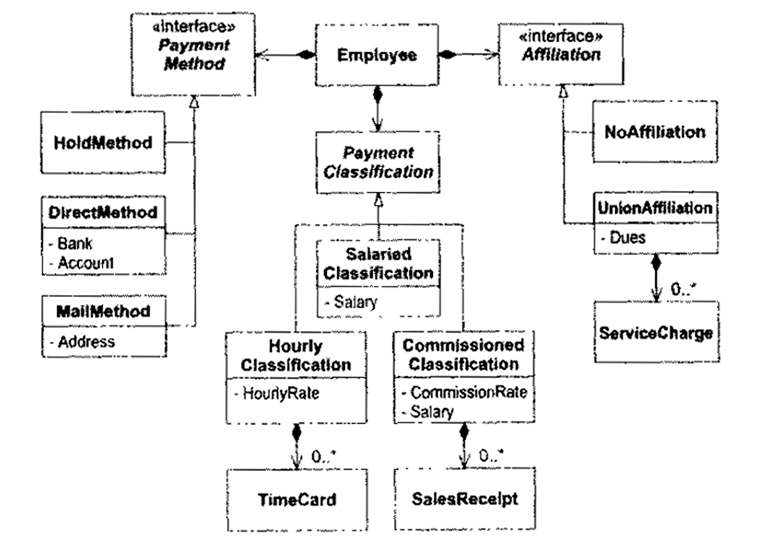 «interface»
Payment
Method
Employee
«interface»
Affiliation
HoldMethod
Payment
Classification
NoAffiliation
DirectMethod
- Bank
- Account
UnionAffiliation
- Dues
Salaried
Classification
- Salary
MailMethod
- Address
0..*
ServiceCharge
Hourly
Classification
- HourlyRate
Commissioned
Classification
- CommissionRate
- Salary
0..*
0..*
TimeCard
SalesReceipt